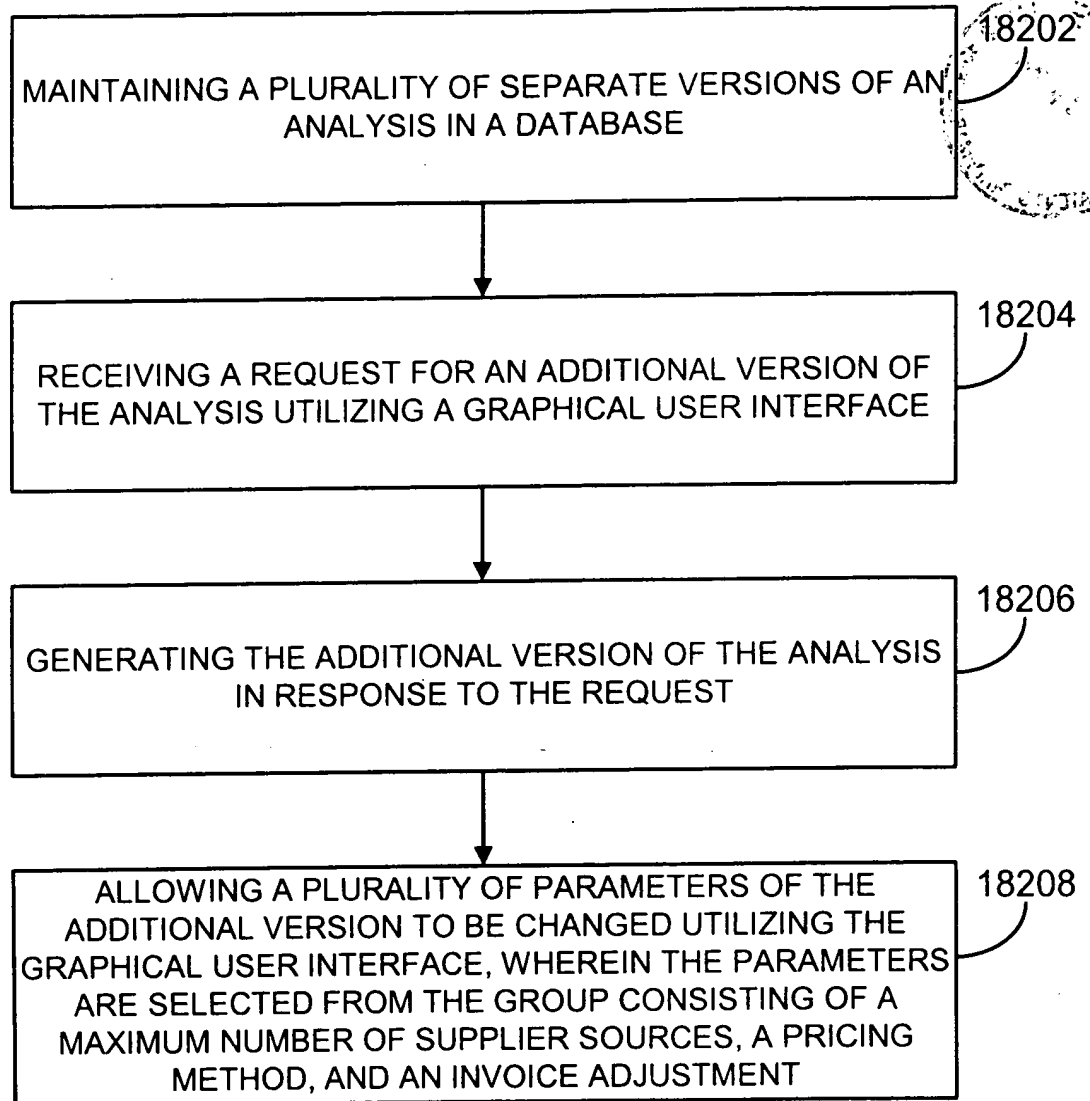 18202
MAINTAINING A PLURALITY OF SEPARATE VERSIONS OF AN
ANALYSIS IN A DATABASE
18204
RECEIVING A REQUEST FOR AN ADDITIONAL VERSION OF
THE ANALYSIS UTILIZING A GRAPHICAL USER INTERFACE
18206
GENERATING THE ADDITIONAL VERSION OF THE ANALYSIS
IN RESPONSE TO THE REQUEST
18208
ALLOWING A PLURALITY OF PARAMETERS OF THE
ADDITIONAL VERSION TO BE CHANGED UTILIZING THE
GRAPHICAL USER INTERFACE, WHEREIN THE PARAMETERS
ARE SELECTED FROM THE GROUP CONSISTING OF A
MAXIMUM NUMBER OF SUPPLIER SOURCES, A PRICING
METHOD, AND AN INVOICE ADJUSTMENT